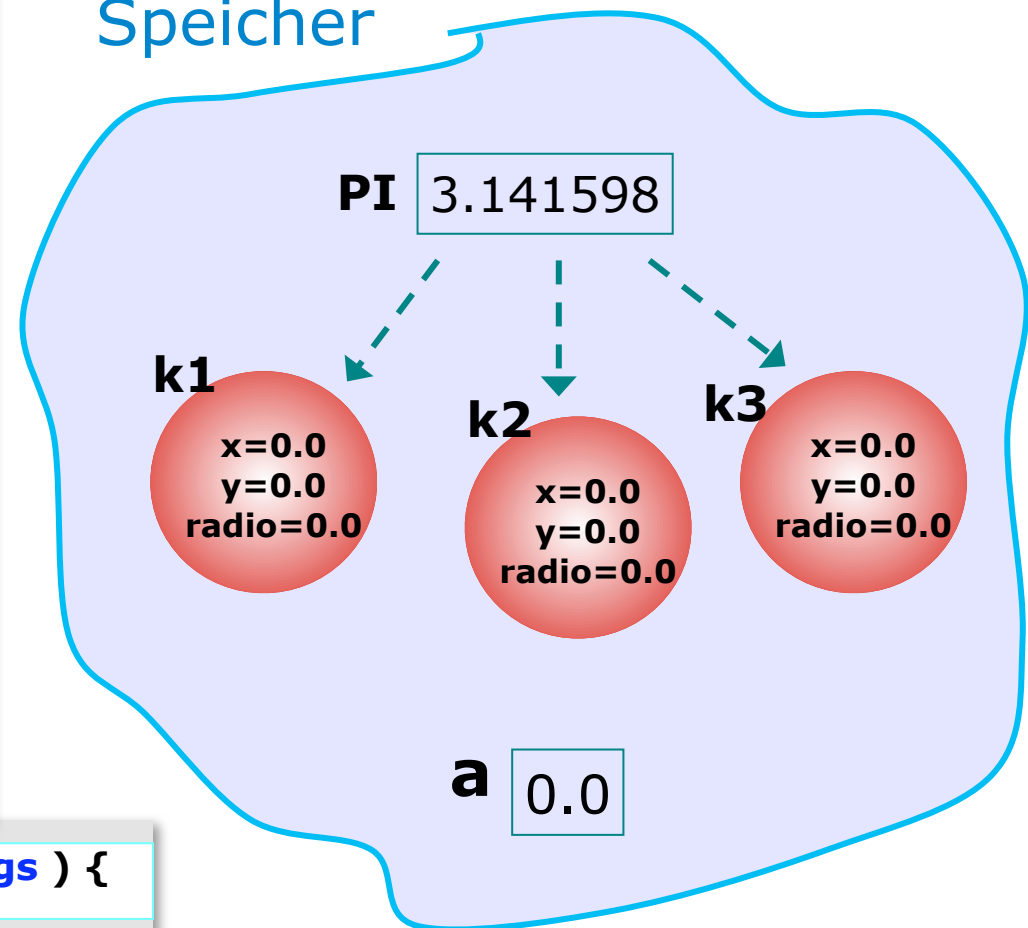 Speicher
PI 3.141598
k1
x=0.0
y=0.0
radio=0.0
k2
x=0.0
y=0.0
radio=0.0
k3
x=0.0
y=0.0
radio=0.0
a 0.0
gs ) {